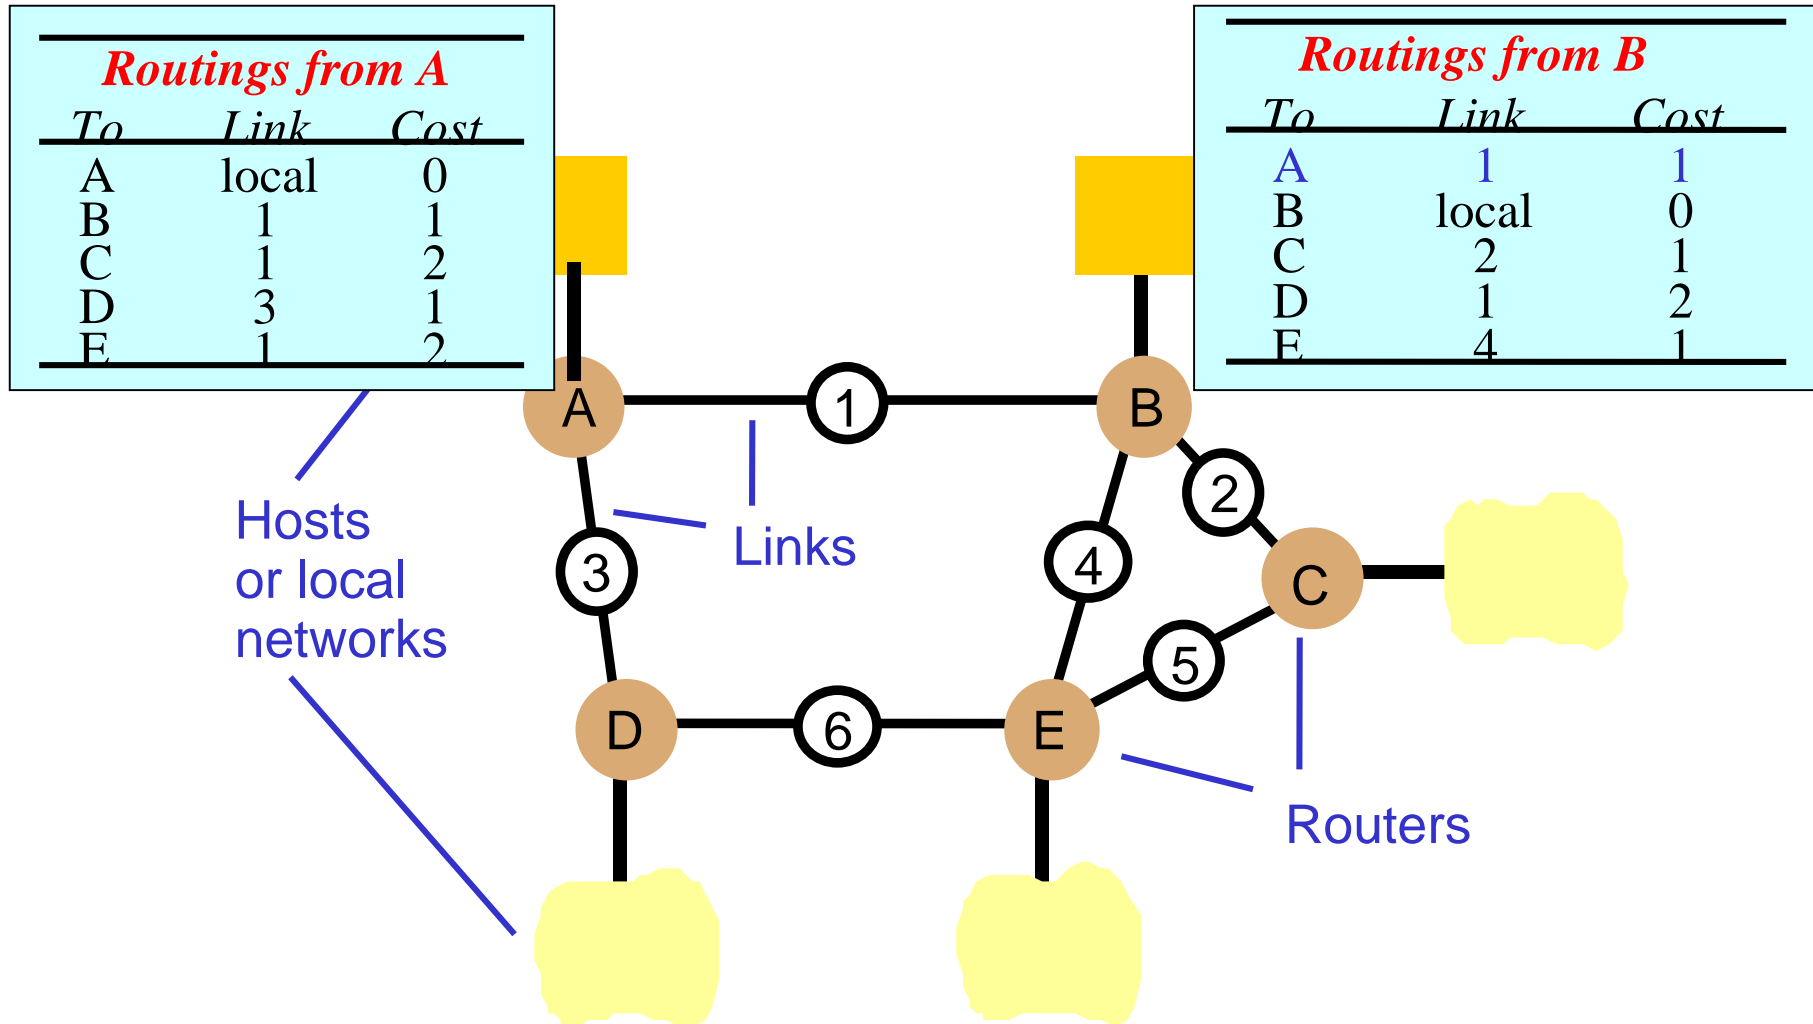 Routings from A
To Link Cost
A local 0
B 1 1
C 1 2
D 3 1
E 1 2
Routings from B
To Link Cost
A 1 1
B local 0
C 2 1
D 1 2
E 4 1
A
1
B
2
Hosts
or local
networks
Links
3
4
C
5
D
6
E
Routers